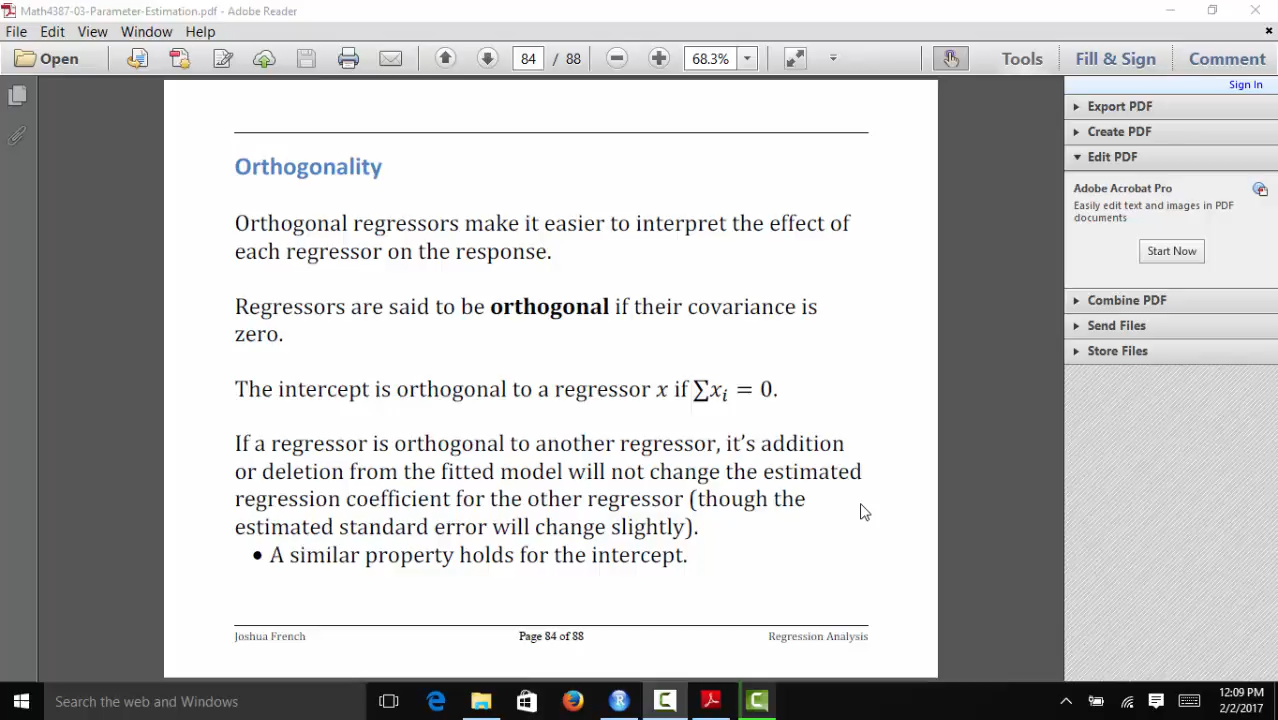 Math4387-03-Parameter-Estimation.pdf - Adobe Reader
File Edit View Window Help
Open 84 / 88 68.3% Tools Fill & Sign Comment
Sign In
Export PDF
Create PDF
Edit PDF
Adobe Acrobat Pro
Easily edit text and images in PDF
documents
Start Now
Combine PDF
Send Files
Store Files
Orthogonality
Orthogonal regressors make it easier to interpret the effect of
each regressor on the response.
Regressors are said to be orthogonal if their covariance is
zero.
The intercept is orthogonal to a regressor x if ∑xᵢ = 0.
If a regressor is orthogonal to another regressor, it's addition
or deletion from the fitted model will not change the estimated
regression coefficient for the other regressor (though the
estimated standard error will change slightly).
• A similar property holds for the intercept.
Joshua French Page 84 of 88 Regression Analysis
Search the web and Windows
12:09 PM
2/2/2017